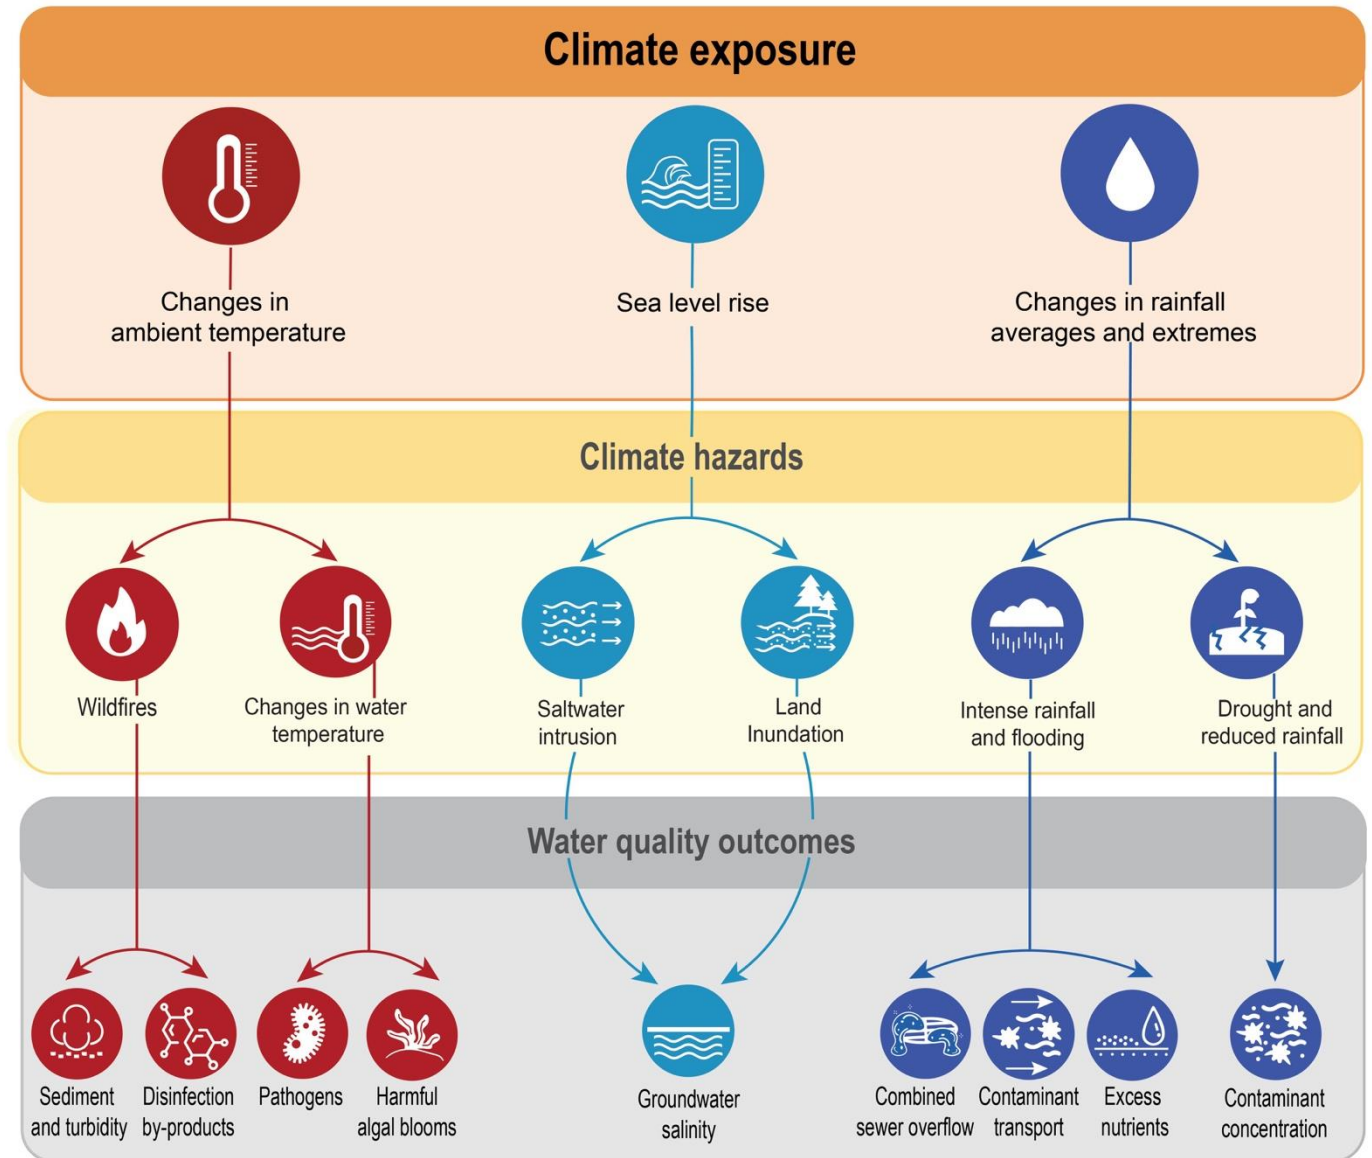 Climate exposure
Changes in
ambient temperature
Sea level rise
Changes in rainfall
averages and extremes
Climate hazards
Wildfires
Changes in water
temperature
Saltwater
intrusion
Land
Inundation
Intense rainfall
and flooding
Drought and
reduced rainfall
Water quality outcomes
Sediment
and turbidity
Disinfection
by-products
Pathogens
Harmful
algal blooms
Groundwater
salinity
Combined
sewer overflow
Contaminant
transport
Excess
nutrients
Contaminant
concentration